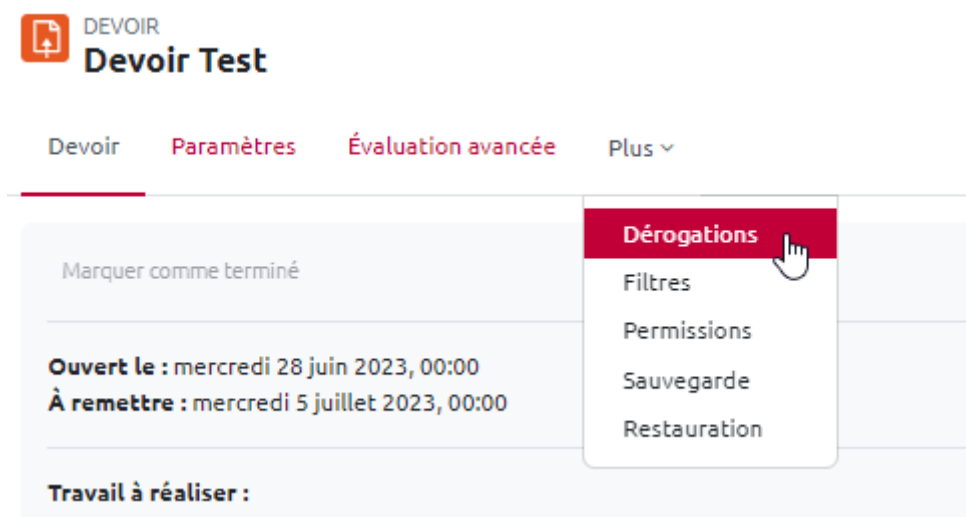 DEVOIR
Devoir Test
Devoir Paramètres Évaluation avancée Plus
Dérogations
Filtres
Permissions
Sauvegarde
Restauration
Marquer comme terminé
Ouvert le : mercredi 28 juin 2023, 00:00
À remettre : mercredi 5 juillet 2023, 00:00
Travail à réaliser :